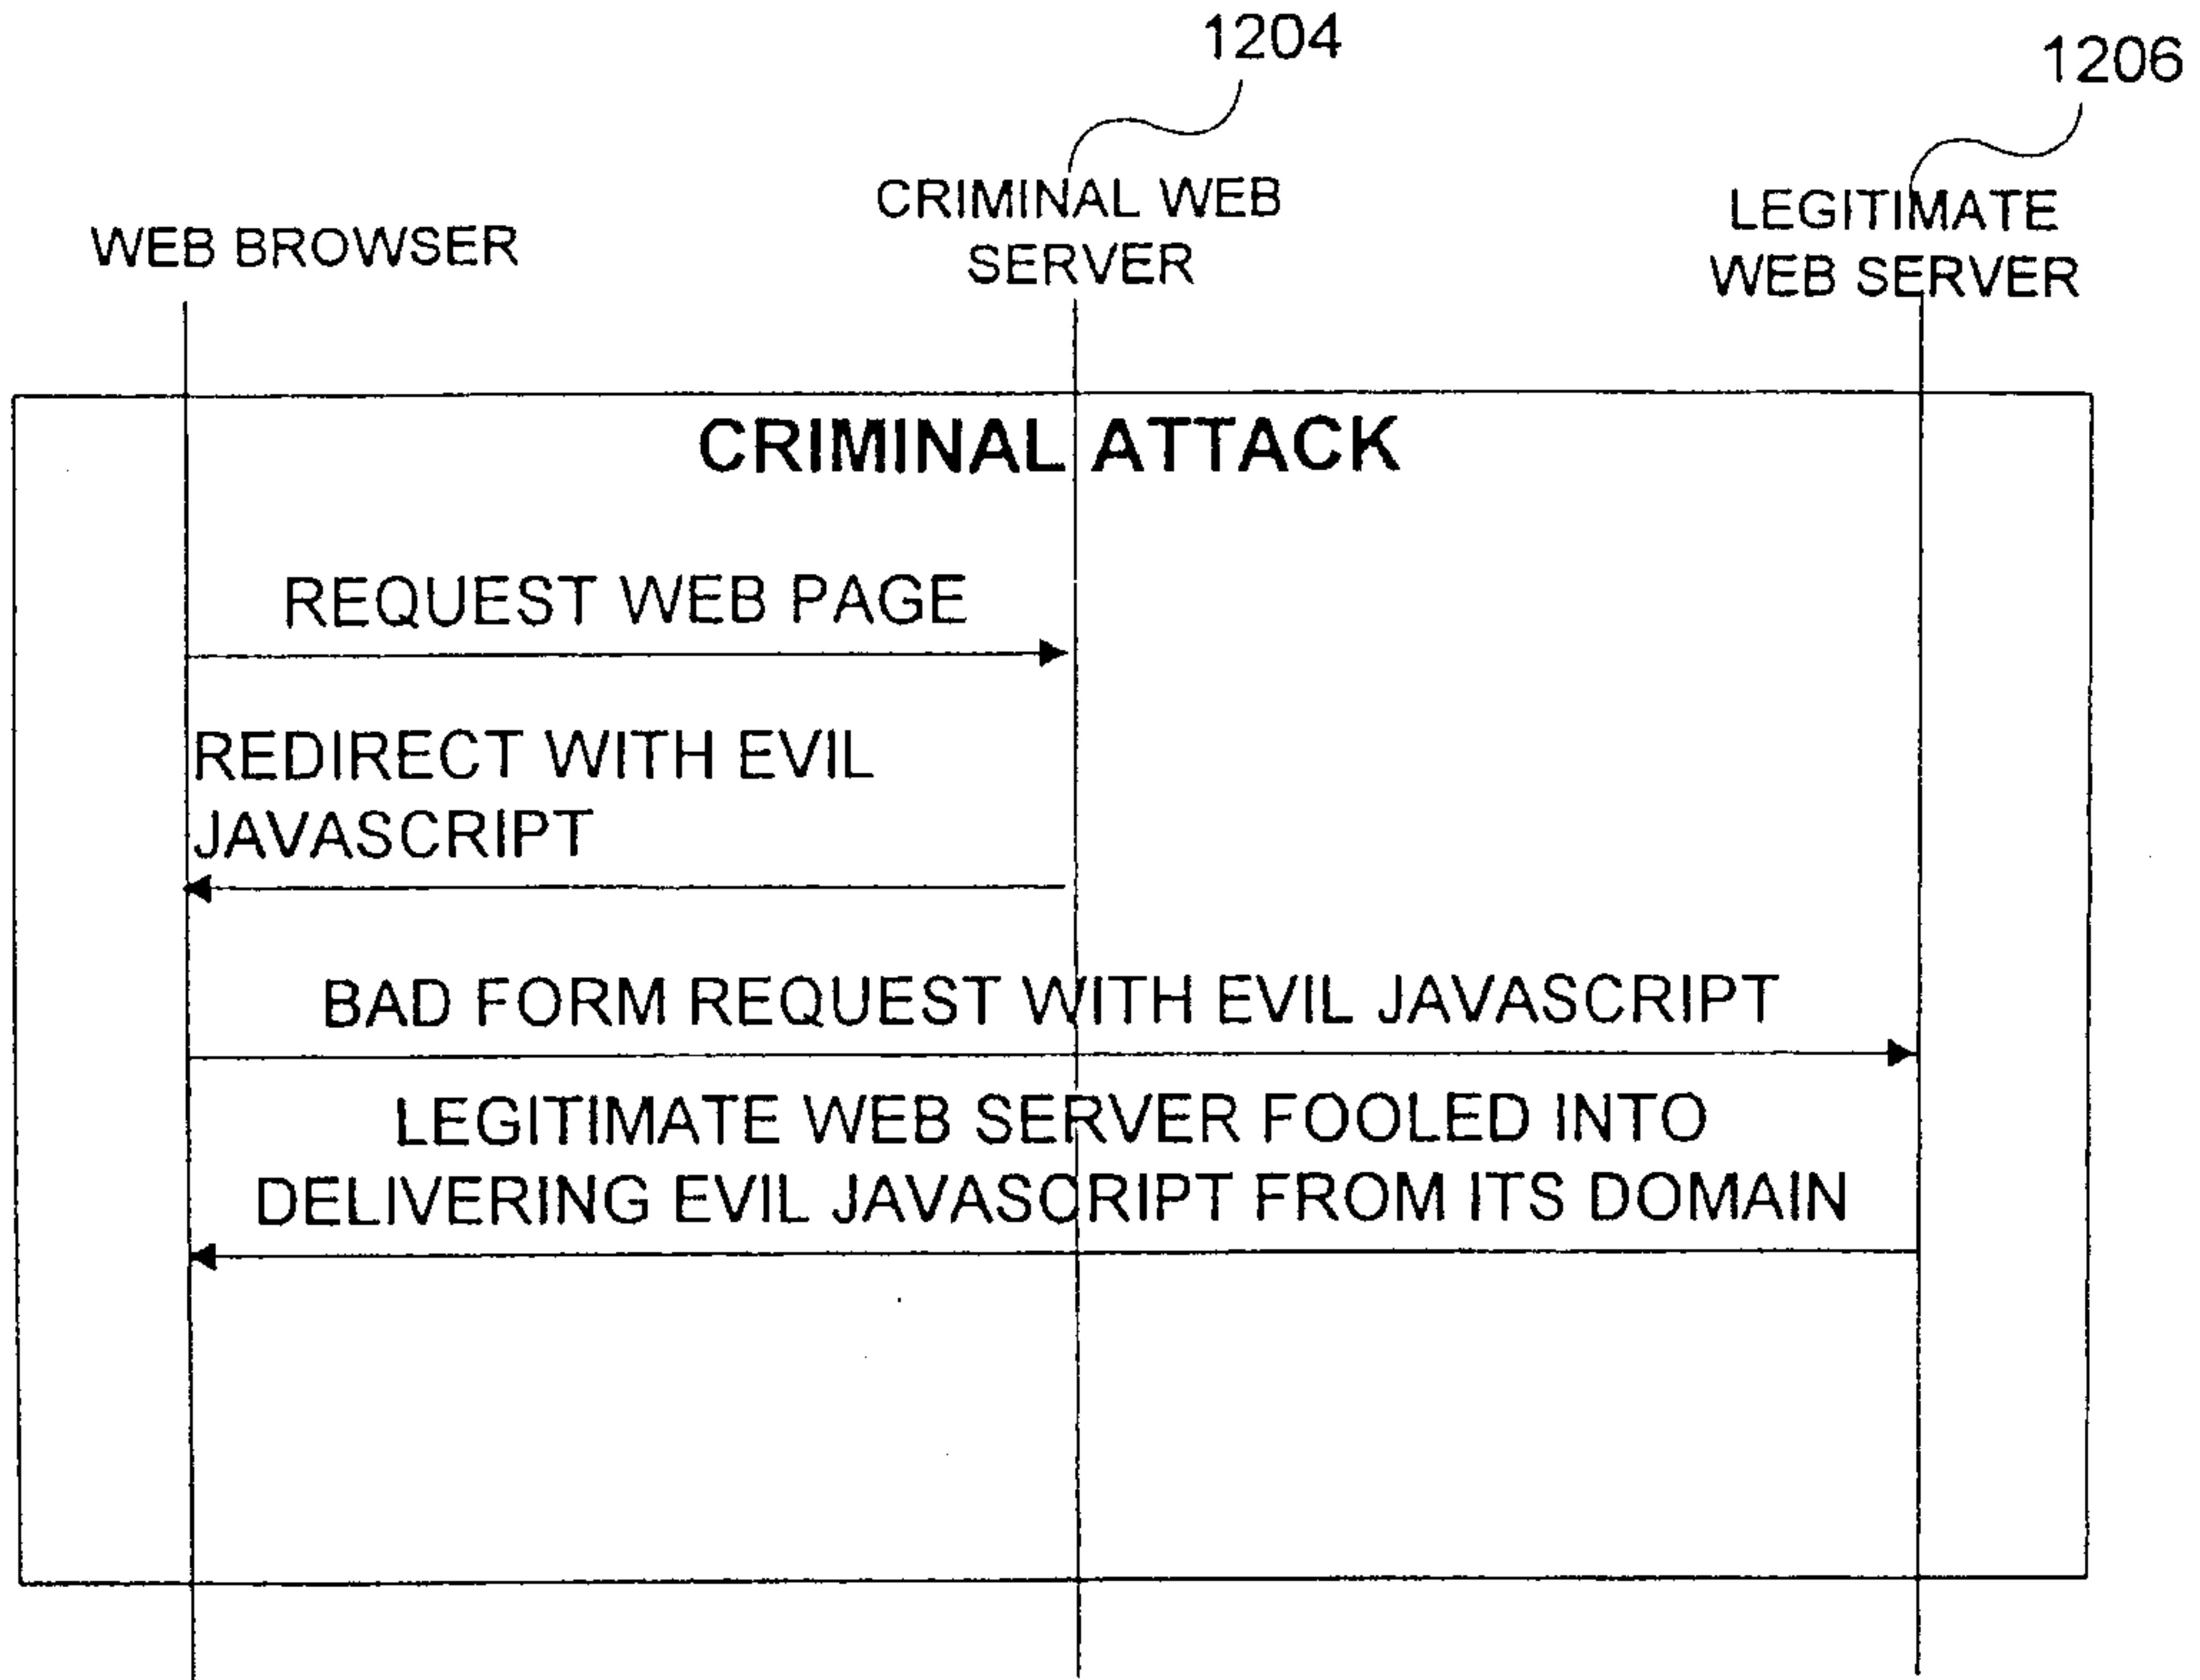 1204
1206
CRIMINAL WEB
SERVER
LEGITIMATE
WEB SERVER
WEB BROWSER
CRIMINAL ATTACK
REQUEST WEB PAGE
REDIRECT WITH EVIL
JAVASCRIPT
BAD FORM REQUEST WITH EVIL JAVASCRIPT
LEGITIMATE WEB SERVER FOOLED INTO
DELIVERING EVIL JAVASCRIPT FROM ITS DOMAIN